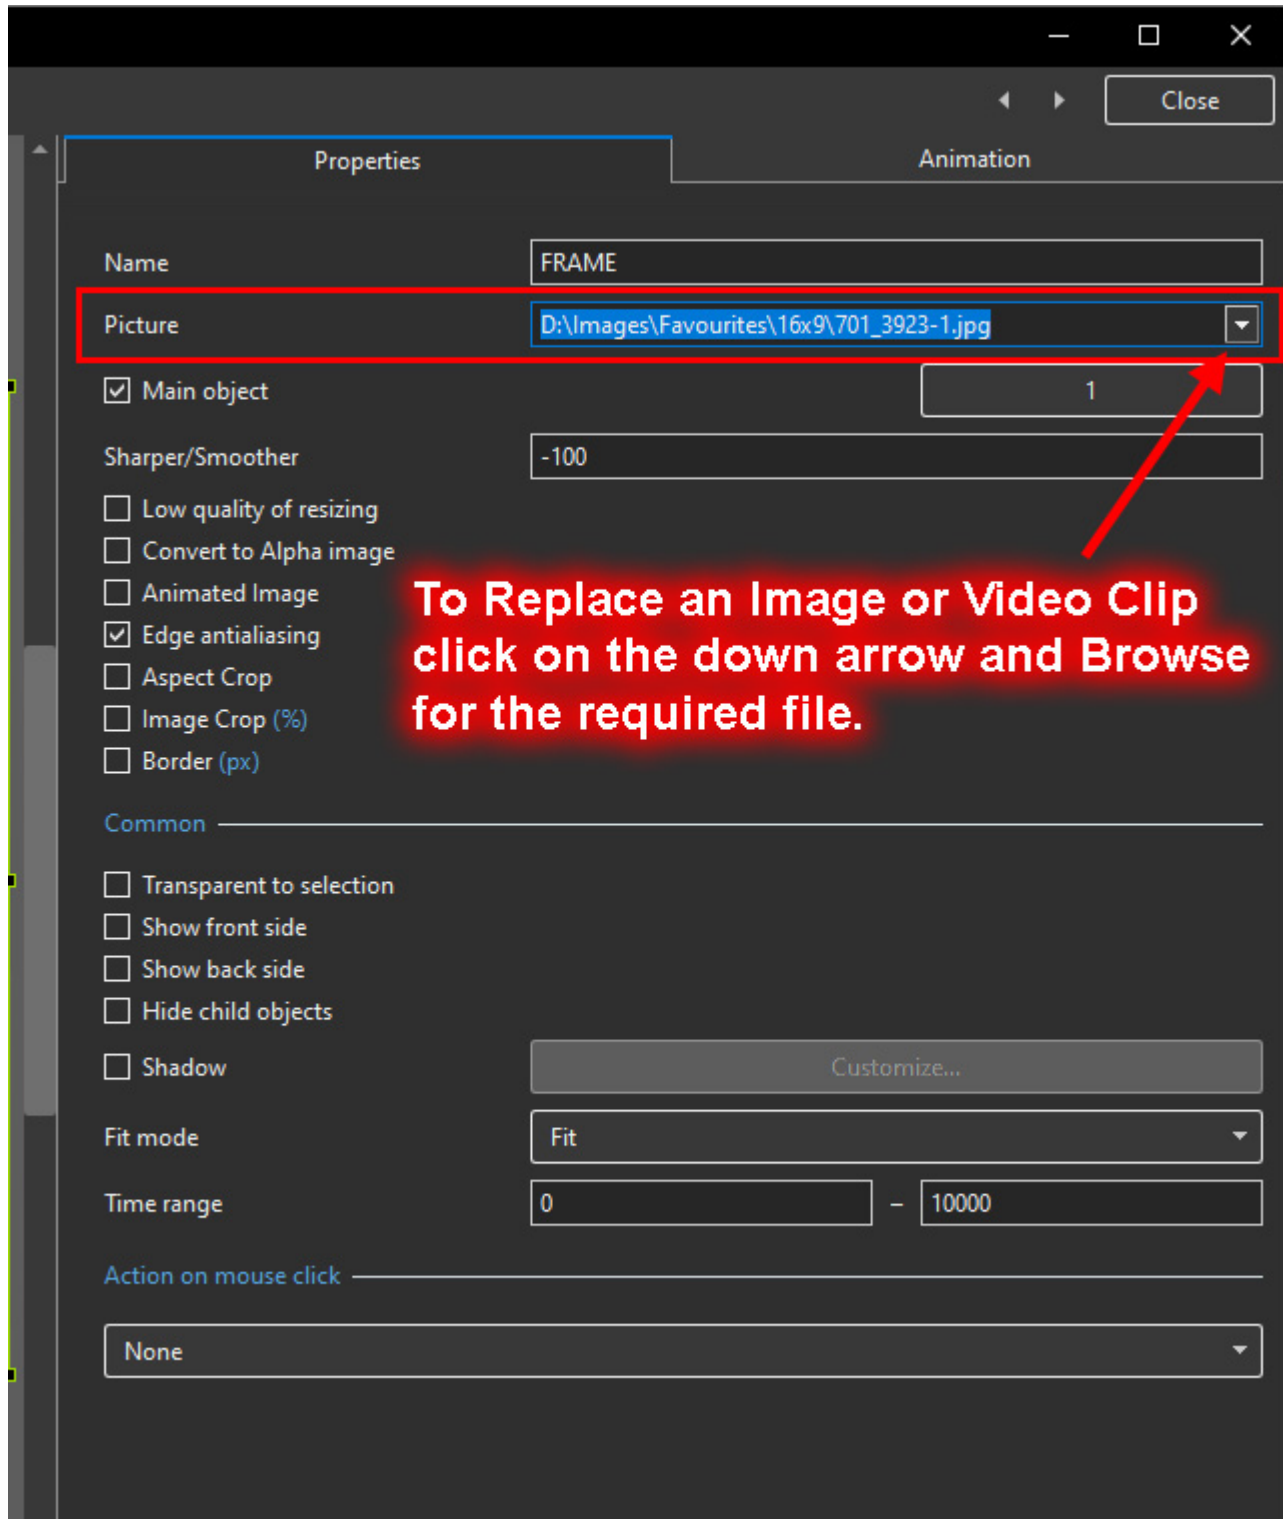 Close
Properties Animation
Name FRAME
Picture D:\Images\Favourites\16x9\701_3923-1.jpg
Main object 1
Sharper/Smoother -100
Low quality of resizing
Convert to Alpha image
Animated Image
Edge antialiasing
Aspect Crop
Image Crop (%)
Border (px)
To Replace an Image or Video Clip
click on the down arrow and Browse
for the required file.
Common
Transparent to selection
Show front side
Show back side
Hide child objects
Shadow Customize...
Fit mode Fit
Time range 0 – 10000
Action on mouse click
None